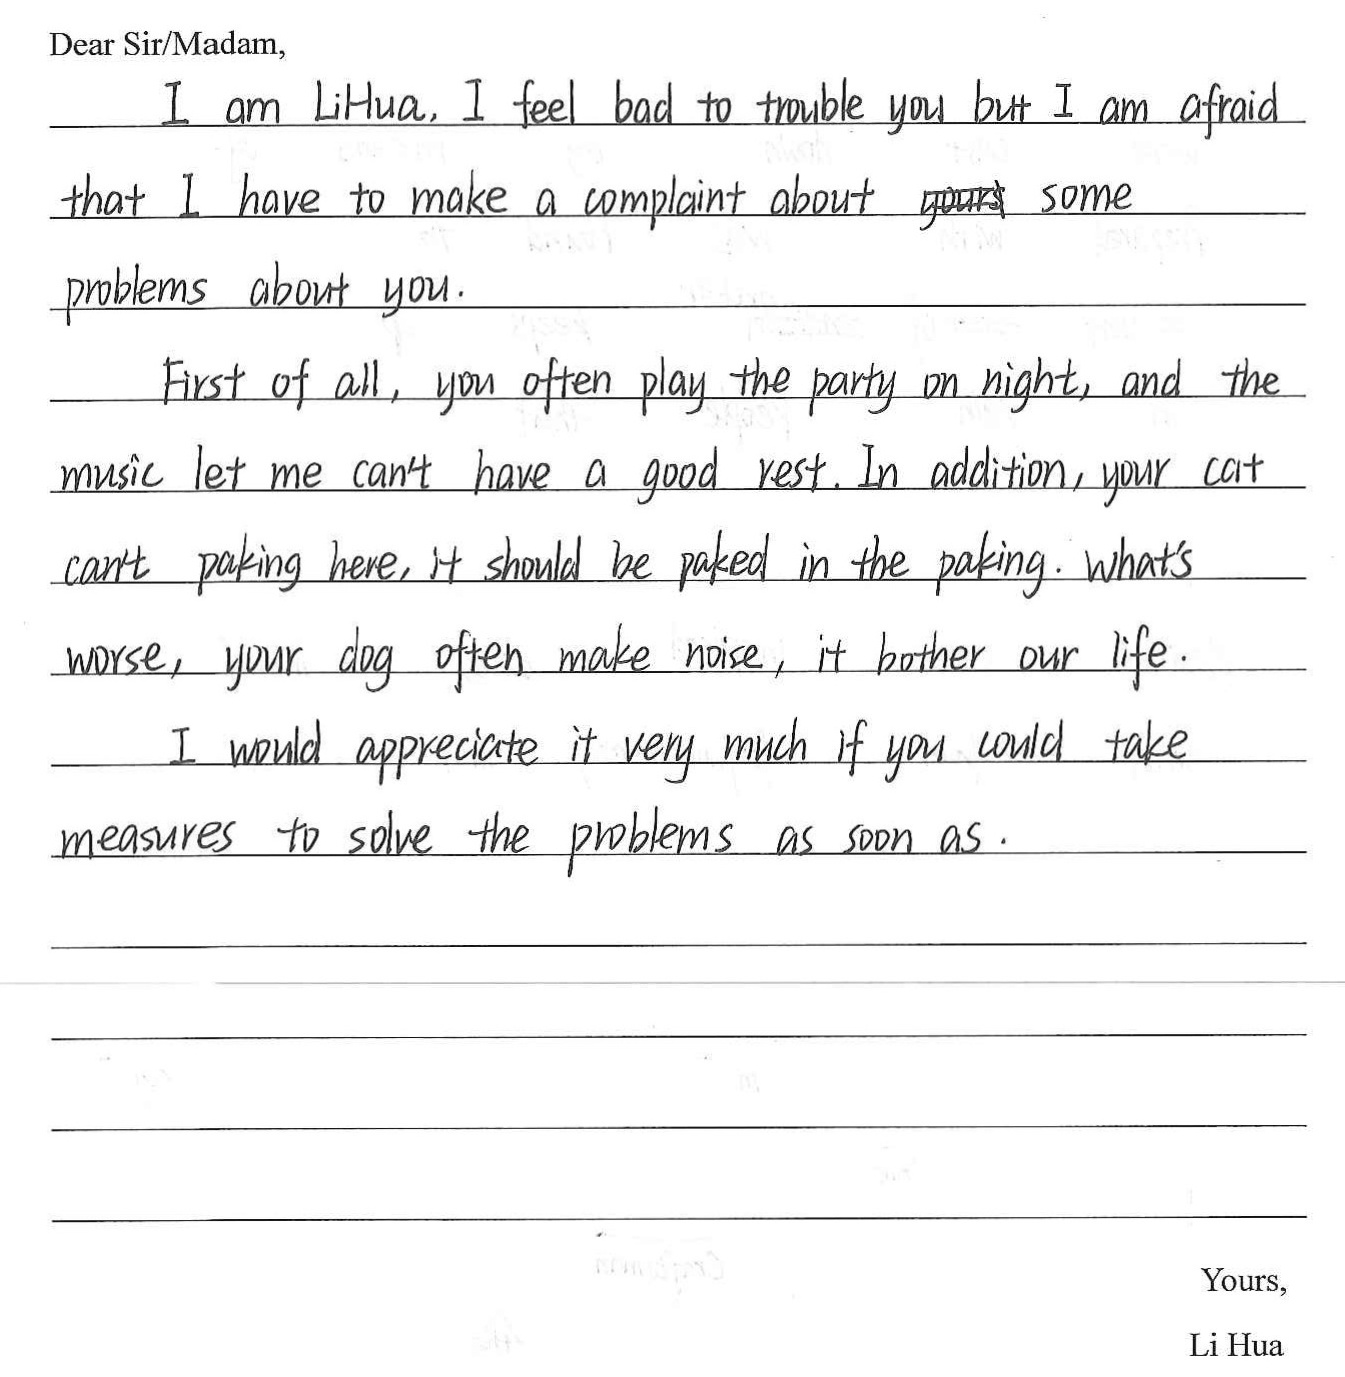 Dear Sir/Madam,
I am LiHua, I feel bad to trouble you but I am afraid
that I have to make a complaint about some
problems about you.
First of all, you often play the party on night, and the
music let me can't have a good rest. In addition, your cat
can't paking here, it should be paked in the paking. What's
worse, your dog often make noise, it bother our life.
I would appreciate it very much if you could take
measures to solve the problems as soon as.
Yours,
Li Hua